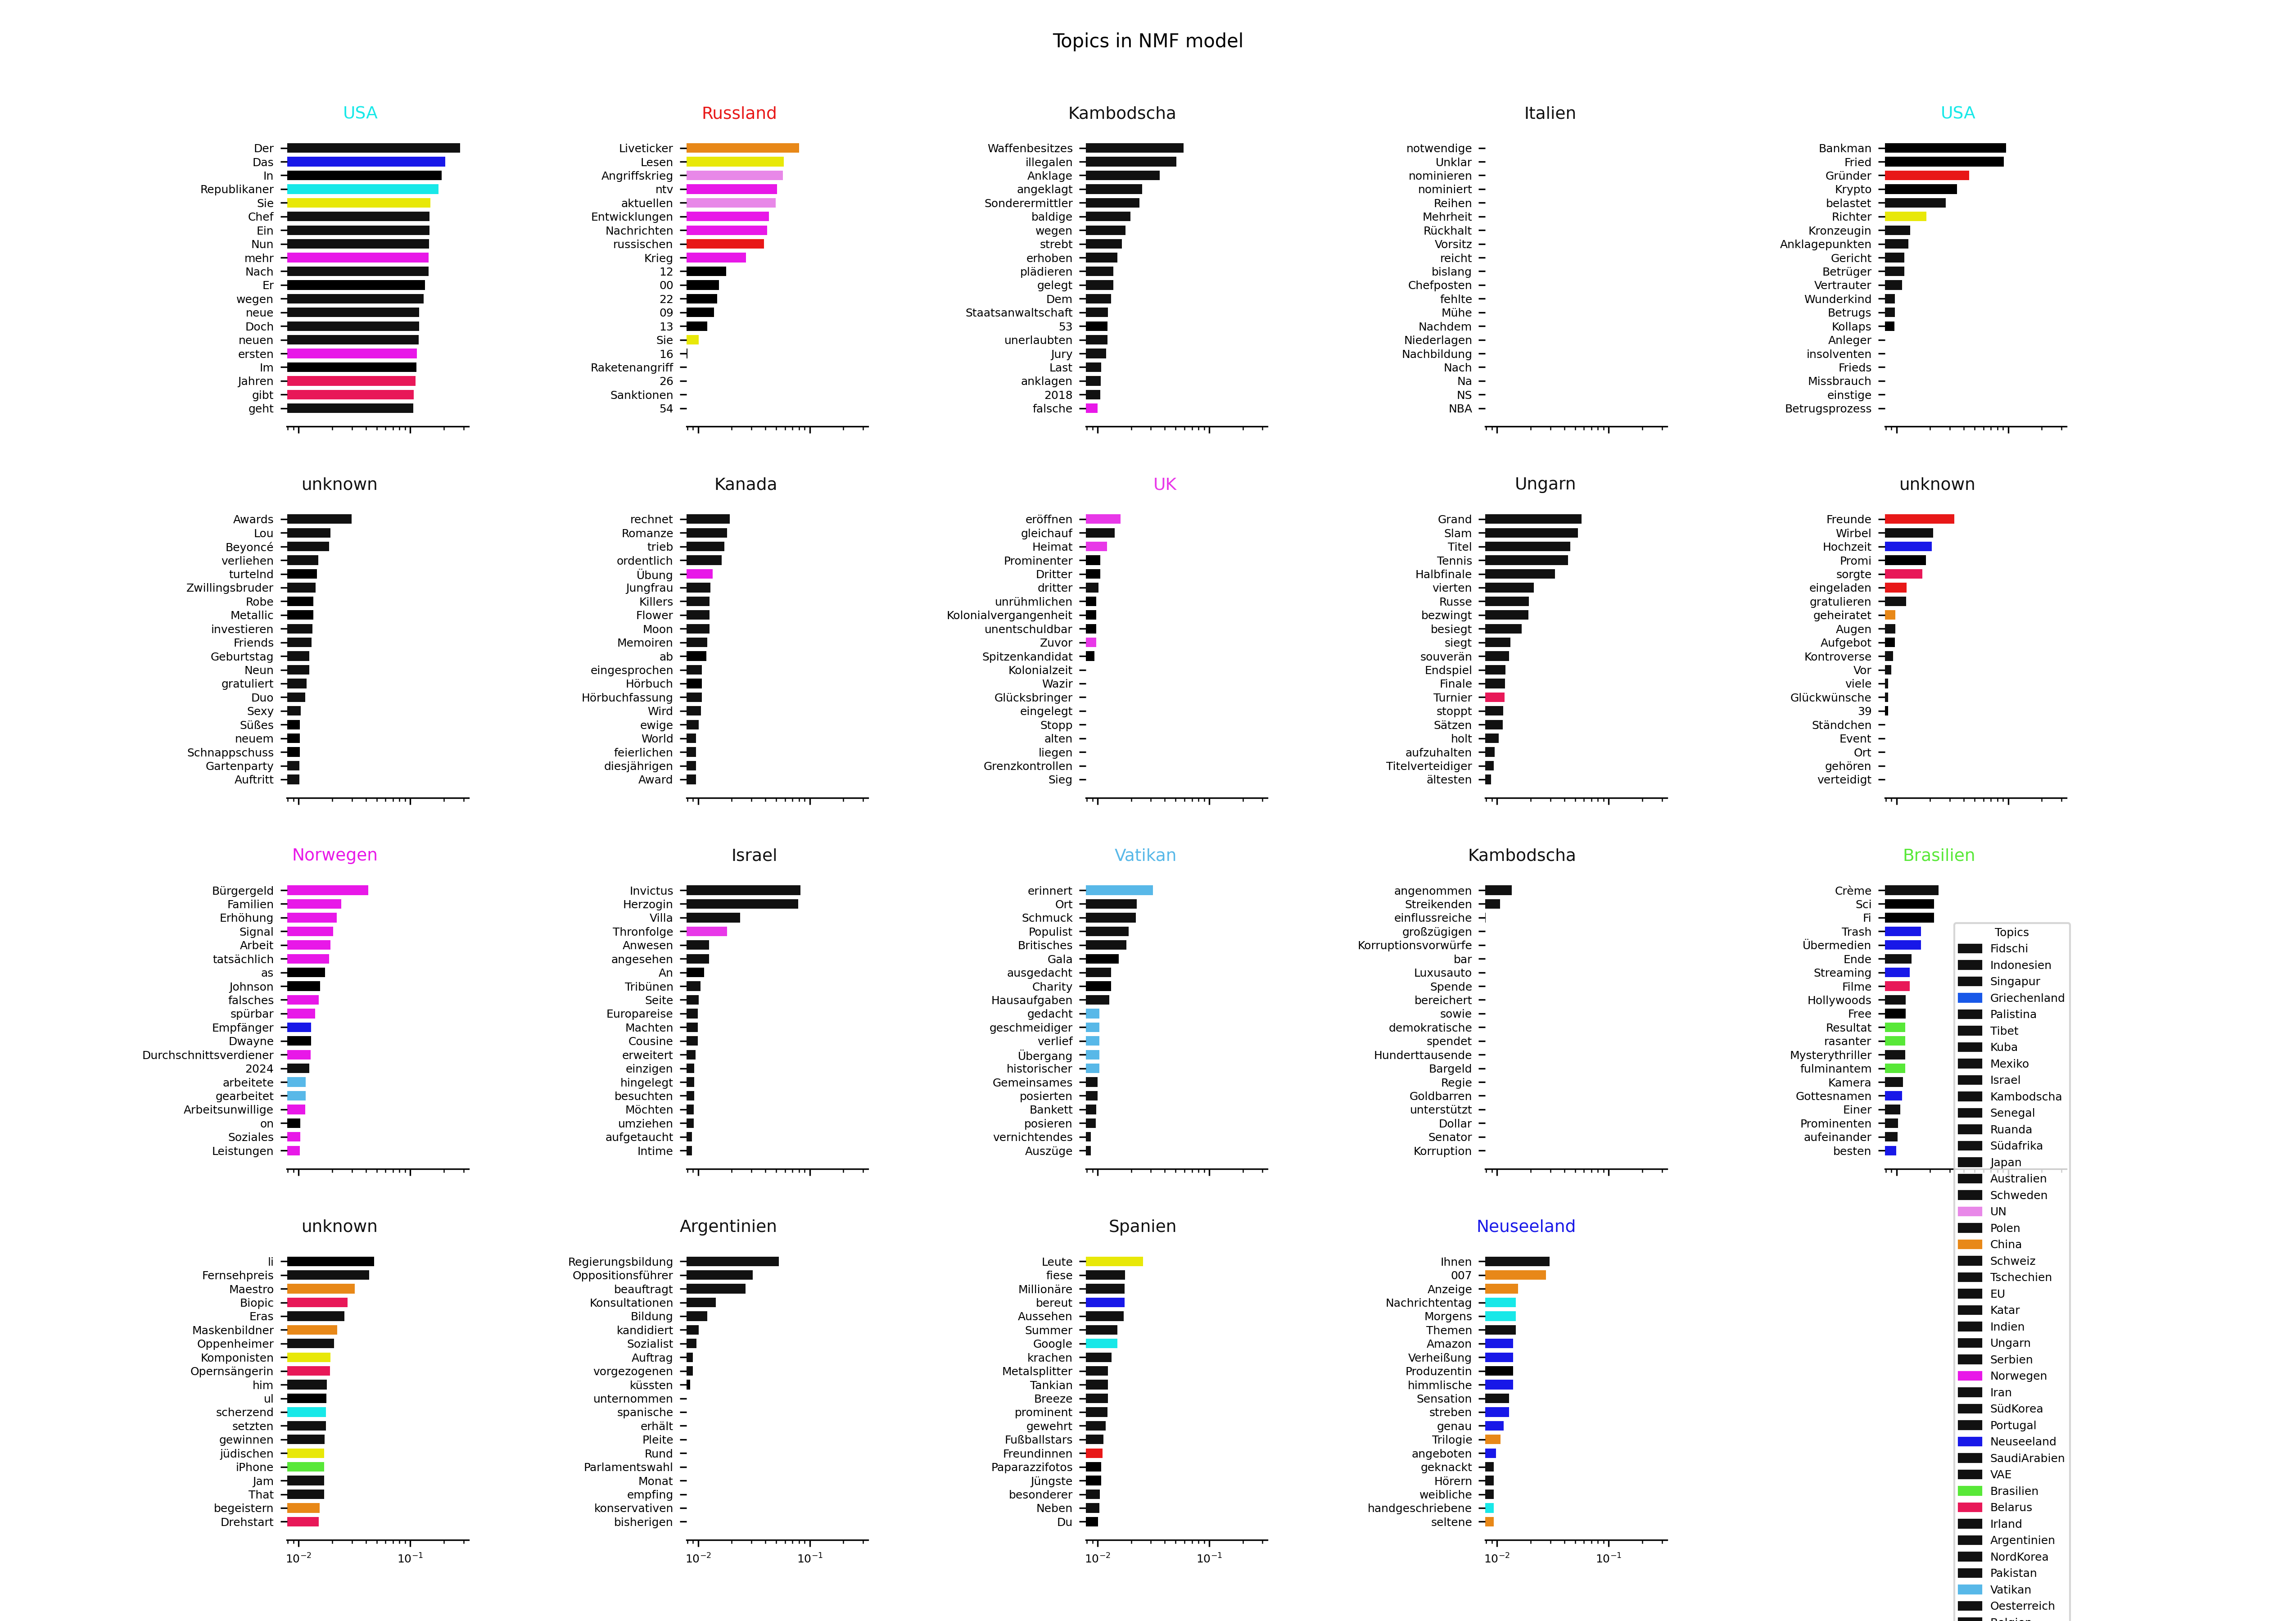 Topics in NMF model
USA
Der
Das
In
Republikaner
Sie
Chef
Ein
Nun
mehr
Nach
Er
wegen
neue
Doch
neuen
ersten
Im
Jahren
gibt
geht
Russland
Liveticker
Lesen
Angriffskrieg
ntv
aktuellen
Entwicklungen
Nachrichten
russischen
Krieg
12
00
22
09
13
Sie
16
Raketenangriff
26
Sanktionen
54
Kambodscha
Waffenbesitzes
illegalen
Anklage
angeklagt
Sonderermittler
baldige
wegen
strebt
erhoben
plädieren
gelegt
Dem
Staatsanwaltschaft
53
unerlaubten
Jury
Last
anklagen
2018
falsche
Italien
notwendige
Unklar
nominieren
nominiert
Reihen
Mehrheit
Rückhalt
Vorsitz
reicht
bislang
Chefposten
fehlte
Mühe
Nachdem
Niederlagen
Nachbildung
Nach
Na
NS
NBA
USA
Bankman
Fried
Gründer
Krypto
belastet
Richter
Kronzeugin
Anklagepunkten
Gericht
Betrüger
Vertrauter
Wunderkind
Betrugs
Kollaps
Anleger
insolventen
Frieds
Missbrauch
einstige
Betrugsprozess
unknown
Awards
Lou
Beyoncé
verliehen
turtelnd
Zwillingsbruder
Robe
Metallic
investieren
Friends
Geburtstag
Neun
gratuliert
Duo
Sexy
Süßes
neuem
Schnappschuss
Gartenparty
Auftritt
Kanada
rechnet
Romanze
trieb
ordentlich
Übung
Jungfrau
Killers
Flower
Moon
Memoiren
ab
eingesprochen
Hörbuch
Hörbuchfassung
Wird
ewige
World
feierlichen
diesjährigen
Award
UK
eröffnen
gleichauf
Heimat
Prominenter
Dritter
dritter
unrühmlichen
Kolonialvergangenheit
unentschuldbar
Zuvor
Spitzenkandidat
Kolonialzeit
Wazir
Glücksbringer
eingelegt
Stopp
alten
liegen
Grenzkontrollen
Sieg
Ungarn
Grand
Slam
Titel
Tennis
Halbfinale
vierten
Russe
bezwingt
besiegt
siegt
souverän
Endspiel
Finale
Turnier
stoppt
Sätzen
holt
aufzuhalten
Titelverteidiger
ältesten
unknown
Freunde
Wirbel
Hochzeit
Promi
sorgte
eingeladen
gratulieren
geheiratet
Augen
Aufgebot
Kontroverse
Vor
viele
Glückwünsche
39
Ständchen
Event
Ort
gehören
verteidigt
Norwegen
Bürgergeld
Familien
Erhöhung
Signal
Arbeit
tatsächlich
as
Johnson
falsches
spürbar
Empfänger
Dwayne
Durchschnittsverdiener
2024
arbeitete
gearbeitet
Arbeitsunwillige
on
Soziales
Leistungen
Israel
Invictus
Herzogin
Villa
Thronfolge
Anwesen
angesehen
An
Tribünen
Seite
Europareise
Machten
Cousine
erweitert
einzigen
hingelegt
besuchten
Möchten
umziehen
aufgetaucht
Intime
Vatikan
erinnert
Ort
Schmuck
Populist
Britisches
Gala
ausgedacht
Charity
Hausaufgaben
gedacht
geschmeidiger
verlief
Übergang
historischer
Gemeinsames
posierten
Bankett
posieren
vernichtendes
Auszüge
Kambodscha
angenommen
Streikenden
einflussreiche
großzügigen
Korruptionsvorwürfe
bar
Luxusauto
Spende
bereichert
sowie
demokratische
spendet
Hunderttausende
Bargeld
Regie
Goldbarren
unterstützt
Dollar
Senator
Korruption
Brasilien
Crème
Sci
Fi
Trash
Übermedien
Ende
Streaming
Filme
Hollywoods
Free
Resultat
rasanter
Mysterythriller
fulminantem
Kamera
Gottesnamen
Einer
Prominenten
aufeinander
besten
unknown
li
Fernsehpreis
Maestro
Biopic
Eras
Maskenbildner
Oppenheimer
Komponisten
Opernsängerin
him
ul
scherzend
setzten
gewinnen
jüdischen
iPhone
Jam
That
begeistern
Drehstart
10⁻² 10⁻¹
Argentinien
Regierungsbildung
Oppositionsführer
beauftragt
Konsultationen
Bildung
kandidiert
Sozialist
Auftrag
vorgezogenen
küssten
unternommen
spanische
erhält
Pleite
Rund
Parlamentswahl
Monat
empfing
konservativen
bisherigen
10⁻² 10⁻¹
Spanien
Leute
fiese
Millionäre
bereut
Aussehen
Summer
Google
krachen
Metalsplitter
Tankian
Breeze
prominent
gewehrt
Fußballstars
Freundinnen
Paparazzifotos
Jüngste
besonderer
Neben
Du
10⁻² 10⁻¹
Neuseeland
Ihnen
007
Anzeige
Nachrichtentag
Morgens
Themen
Amazon
Verheißung
Produzentin
himmlische
Sensation
streben
genau
Trilogie
angeboten
geknackt
Hörern
weibliche
handgeschriebene
seltene
10⁻² 10⁻¹
Topics
Fidschi
Indonesien
Singapur
Griechenland
Palistina
Tibet
Kuba
Mexiko
Israel
Kambodscha
Senegal
Ruanda
Südafrika
Japan
Australien
Schweden
UN
Polen
China
Schweiz
Tschechien
EU
Katar
Indien
Ungarn
Serbien
Norwegen
Iran
SüdKorea
Portugal
Neuseeland
SaudiArabien
VAE
Brasilien
Belarus
Irland
Argentinien
NordKorea
Pakistan
Vatikan
Oesterreich